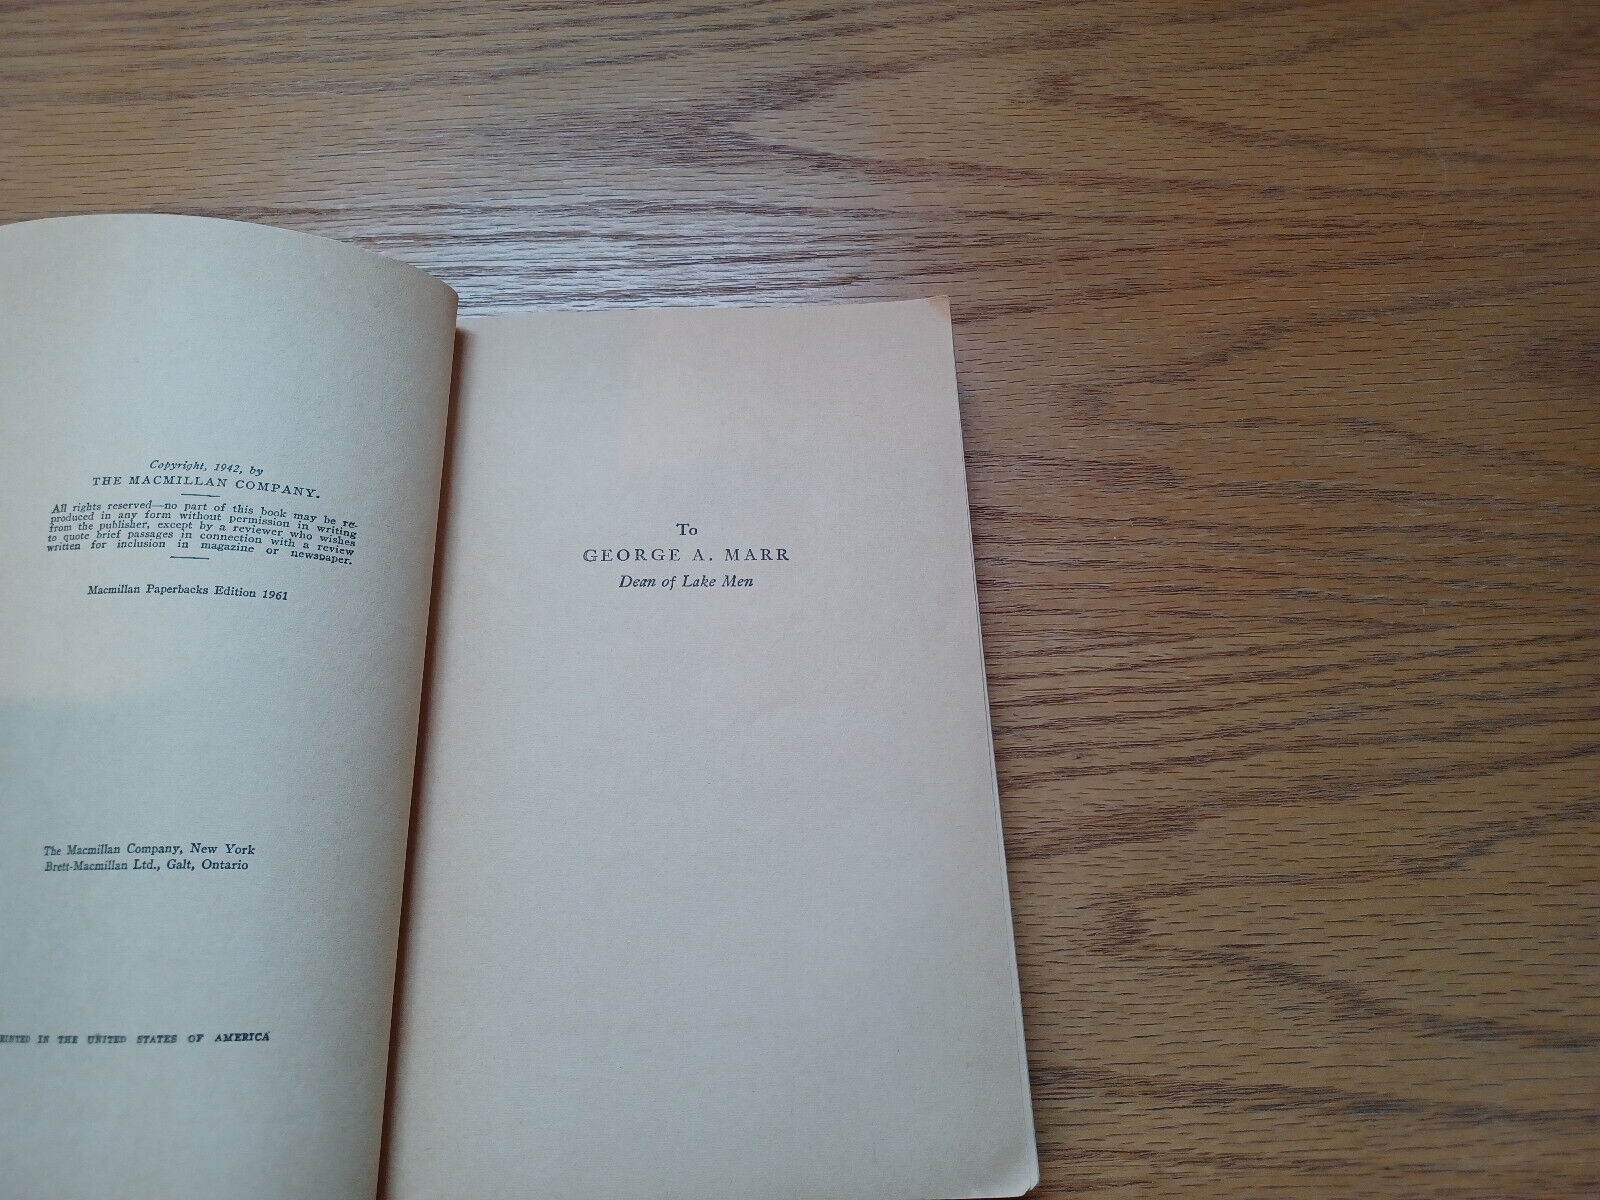 Copyright, 1942, by
THE MACMILLAN COMPANY.
All rights reserved—no part of this book may be re-
produced in any form without permission in writing
from the publisher, except by a reviewer who wishes
to quote brief passages in connection with a review
written for inclusion in magazine or newspaper.
Macmillan Paperbacks Edition 1961
The Macmillan Company, New York
Brett-Macmillan Ltd., Galt, Ontario
IN THE UNITED STATES OF AMERICA
To
GEORGE A. MARR
Dean of Lake Men